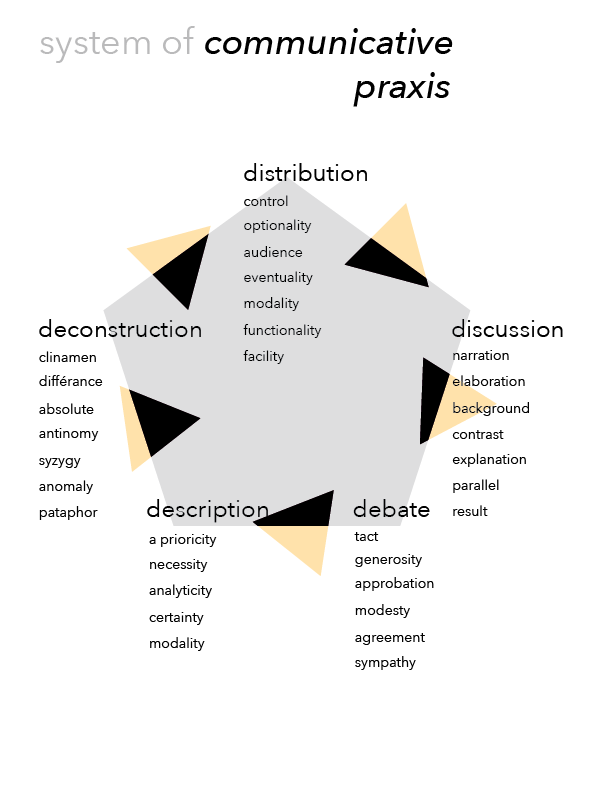 system of communicative
praxis
distribution
control
optionality
audience
eventuality
modality
functionality
facility
deconstruction
clinamen
différance
absolute
antinomy
syzygy
anomaly
pataphor
discussion
narration
elaboration
background
contrast
explanation
parallel
result
description
a prioricity
necessity
analyticity
certainty
modality
debate
tact
generosity
approbation
modesty
agreement
sympathy